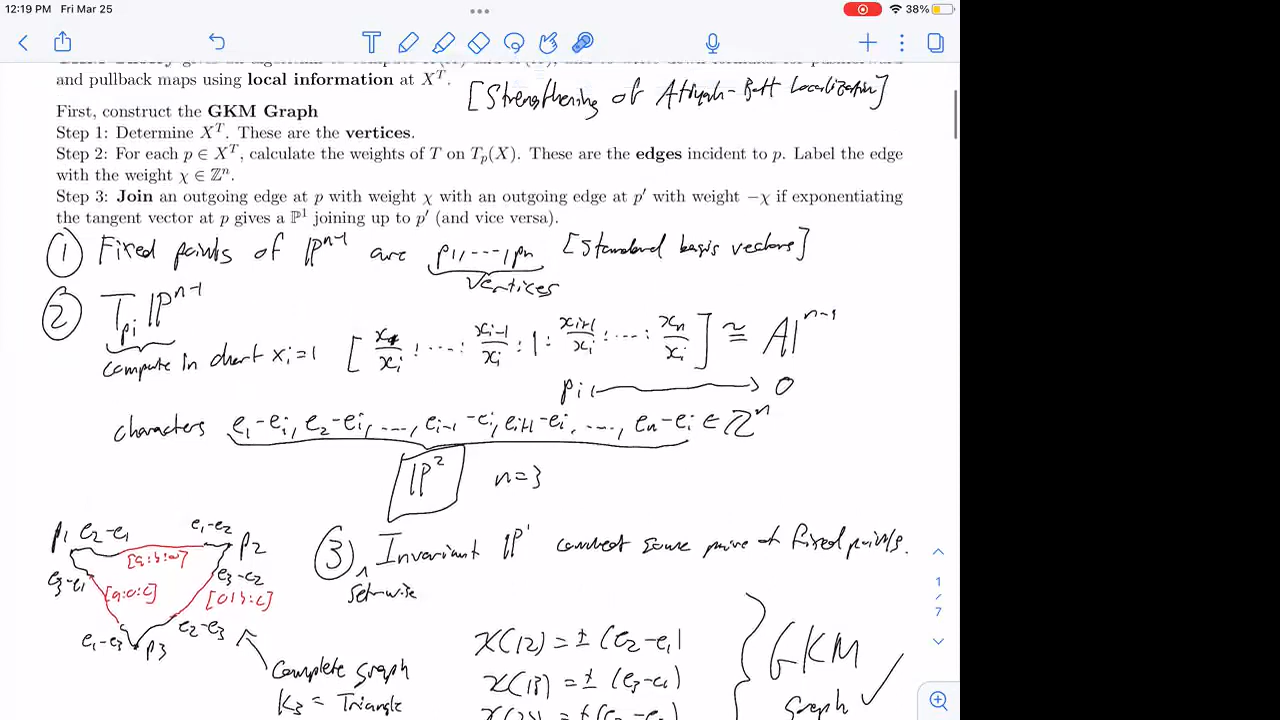 12:19 PM Fri Mar 25
38%
and pullback maps using local information at X^T.
[Strengthening of Atiyah-Bott Localization]
First, construct the GKM Graph
Step 1: Determine X^T. These are the vertices.
Step 2: For each p ∈ X^T, calculate the weights of T on T_p(X). These are the edges incident to p. Label the edge
with the weight χ ∈ ℤ^n.
Step 3: Join an outgoing edge at p with weight χ with an outgoing edge at p′ with weight −χ if exponentiating
the tangent vector at p gives a ℙ^1 joining up to p′ (and vice versa).
① Fixed points of ℙ^{n-1} are p_1, ..., p_n [Standard basis vectors]
vertices
② T_{p_i} ℙ^{n-1}
compute in chart x_i = 1 [x_1/x_i : ... : x_{i-1}/x_i : 1 : x_{i+1}/x_i : ... : x_n/x_i] ≅ 𝔸^{n-1}
p_i ⟼ 0
characters e_1-e_i, e_2-e_i, ..., e_{i-1}-e_i, e_{i+1}-e_i, ..., e_n-e_i ∈ ℤ^n
ℙ^2 n=3
p_1 e_2-e_1 e_1-e_2 p_2
[a:b:0]
③ Invariant ℙ^1 connect some pairs of fixed points.
^ setwise
e_3-e_1 [a:0:c] e_3-e_2 [0:b:c]
e_1-e_3 p_3 e_2-e_3
Complete graph
K_3 = Triangle
χ(12) = ± (e_2-e_1)
χ(13) = ± (e_3-e_1)
GKM
graph ✓
1
/
7